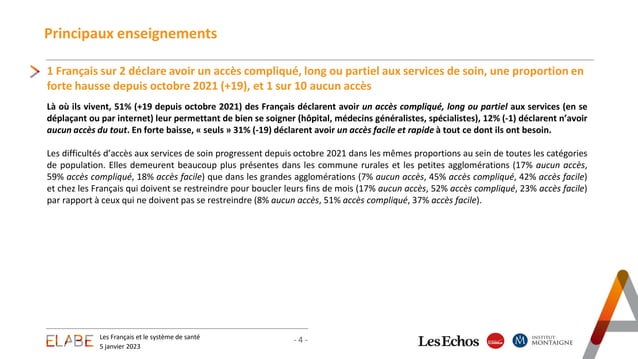 Principaux enseignements
1 Français sur 2 déclare avoir un accès compliqué, long ou partiel aux services de soin, une proportion en
forte hausse depuis octobre 2021 (+19), et 1 sur 10 aucun accès
Là où ils vivent, 51% (+19 depuis octobre 2021) des Français déclarent avoir un accès compliqué, long ou partiel aux services (en se
déplaçant ou par internet) leur permettant de bien se soigner (hôpital, médecins généralistes, spécialistes), 12% (-1) déclarent n’avoir
aucun accès du tout. En forte baisse, « seuls » 31% (-19) déclarent avoir un accès facile et rapide à tout ce dont ils ont besoin.
Les difficultés d’accès aux services de soin progressent depuis octobre 2021 dans les mêmes proportions au sein de toutes les catégories
de population. Elles demeurent beaucoup plus présentes dans les commune rurales et les petites agglomérations (17% aucun accès,
59% accès compliqué, 18% accès facile) que dans les grandes agglomérations (7% aucun accès, 45% accès compliqué, 42% accès facile)
et chez les Français qui doivent se restreindre pour boucler leurs fins de mois (17% aucun accès, 52% accès compliqué, 23% accès facile)
par rapport à ceux qui ne doivent pas se restreindre (8% aucun accès, 51% accès compliqué, 37% accès facile).
ELABE
Les Français et le système de santé
5 janvier 2023
- 4 -
Les Echos
M
INSTITUT
MONTAIGNE